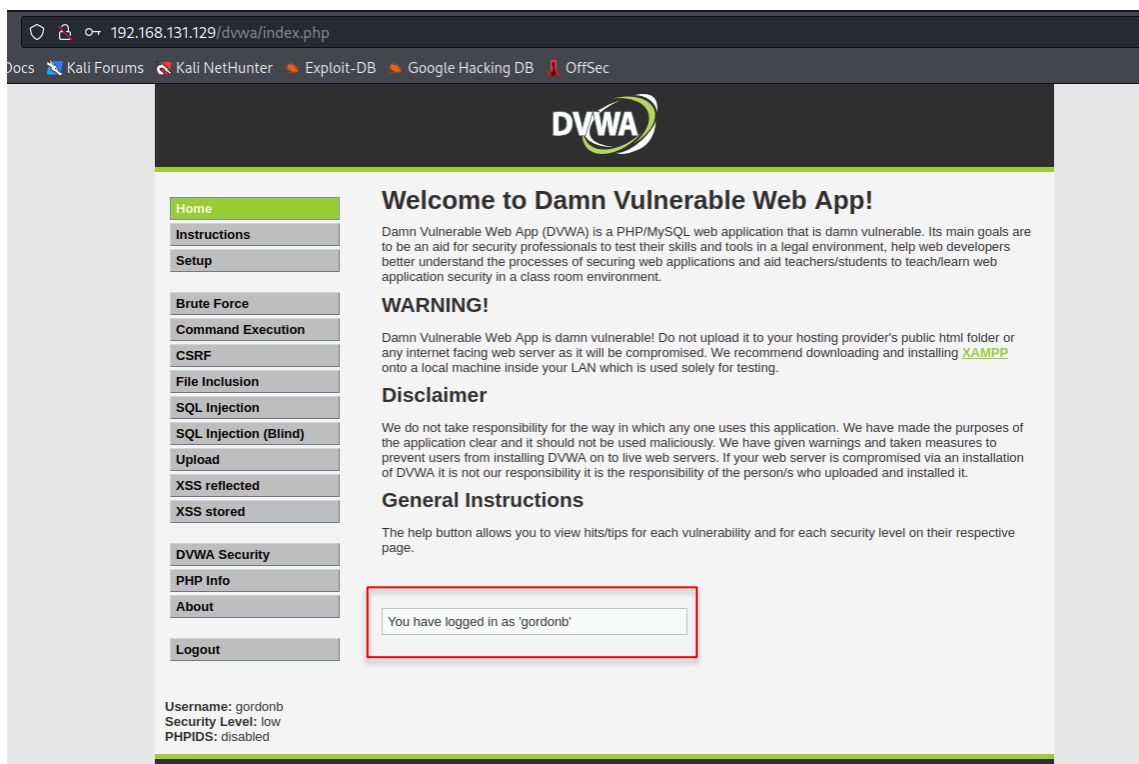 192.168.131.129/dvwa/index.php
Docs Kali Forums Kali NetHunter Exploit-DB Google Hacking DB OffSec
DVWA
Home
Instructions
Setup
Brute Force
Command Execution
CSRF
File Inclusion
SQL Injection
SQL Injection (Blind)
Upload
XSS reflected
XSS stored
DVWA Security
PHP Info
About
Logout
Welcome to Damn Vulnerable Web App!
Damn Vulnerable Web App (DVWA) is a PHP/MySQL web application that is damn vulnerable. Its main goals are
to be an aid for security professionals to test their skills and tools in a legal environment, help web developers
better understand the processes of securing web applications and aid teachers/students to teach/learn web
application security in a class room environment.
WARNING!
Damn Vulnerable Web App is damn vulnerable! Do not upload it to your hosting provider's public html folder or
any internet facing web server as it will be compromised. We recommend downloading and installing XAMPP
onto a local machine inside your LAN which is used solely for testing.
Disclaimer
We do not take responsibility for the way in which any one uses this application. We have made the purposes of
the application clear and it should not be used maliciously. We have given warnings and taken measures to
prevent users from installing DVWA on to live web servers. If your web server is compromised via an installation
of DVWA it is not our responsibility it is the responsibility of the person/s who uploaded and installed it.
General Instructions
The help button allows you to view hits/tips for each vulnerability and for each security level on their respective
page.
You have logged in as 'gordonb'
Username: gordonb
Security Level: low
PHPIDS: disabled